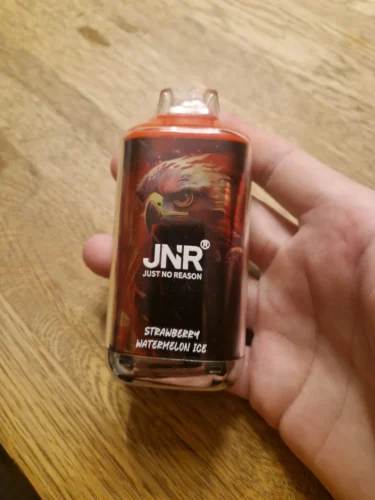 JNR®
JUST NO REASON
STRAWBERRY
WATERMELON ICE